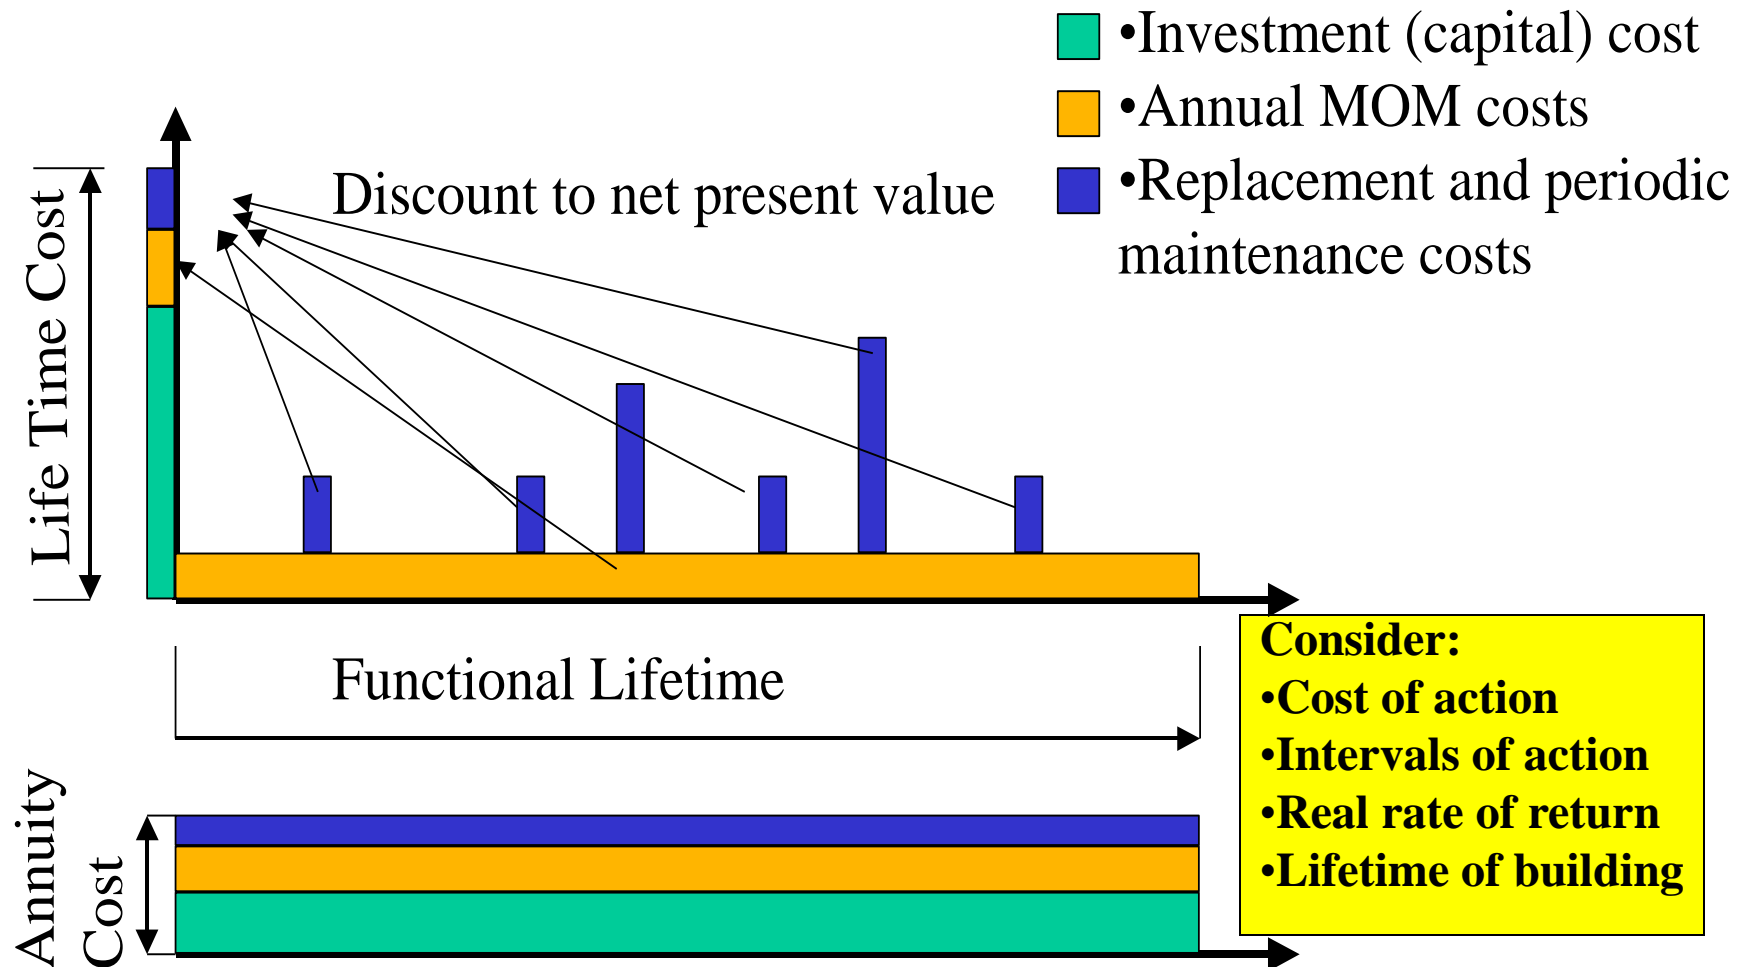 •Investment (capital) cost
•Annual MOM costs
•Replacement and periodic
maintenance costs
Discount to net present value
Life Time Cost
Functional Lifetime
Consider:
•Cost of action
•Intervals of action
•Real rate of return
•Lifetime of building
Annuity
Cost